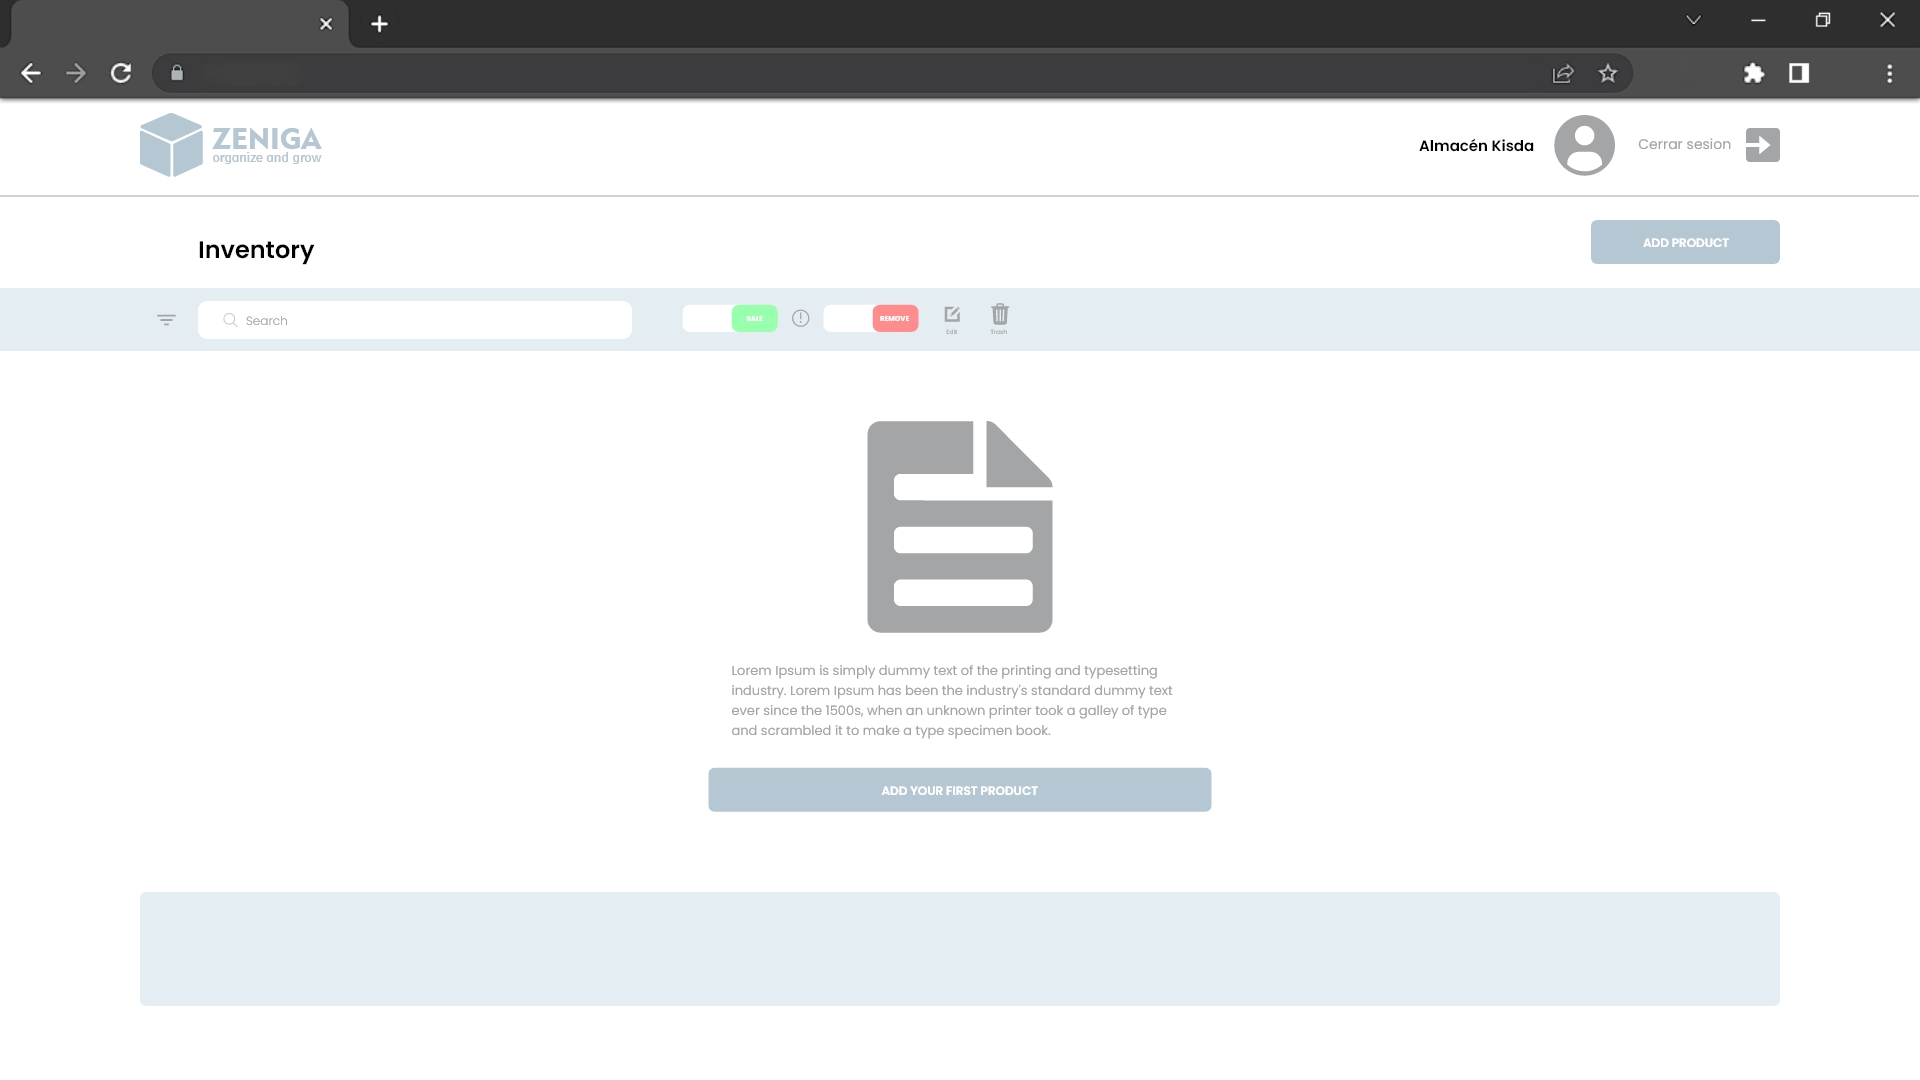 ZENIGA
organize and grow
Almacén Kisda
Cerrar sesion
Inventory
ADD PRODUCT
Search
SALE
REMOVE
Edit
Trash
Lorem Ipsum is simply dummy text of the printing and typesetting
industry. Lorem Ipsum has been the industry's standard dummy text
ever since the 1500s, when an unknown printer took a galley of type
and scrambled it to make a type specimen book.
ADD YOUR FIRST PRODUCT